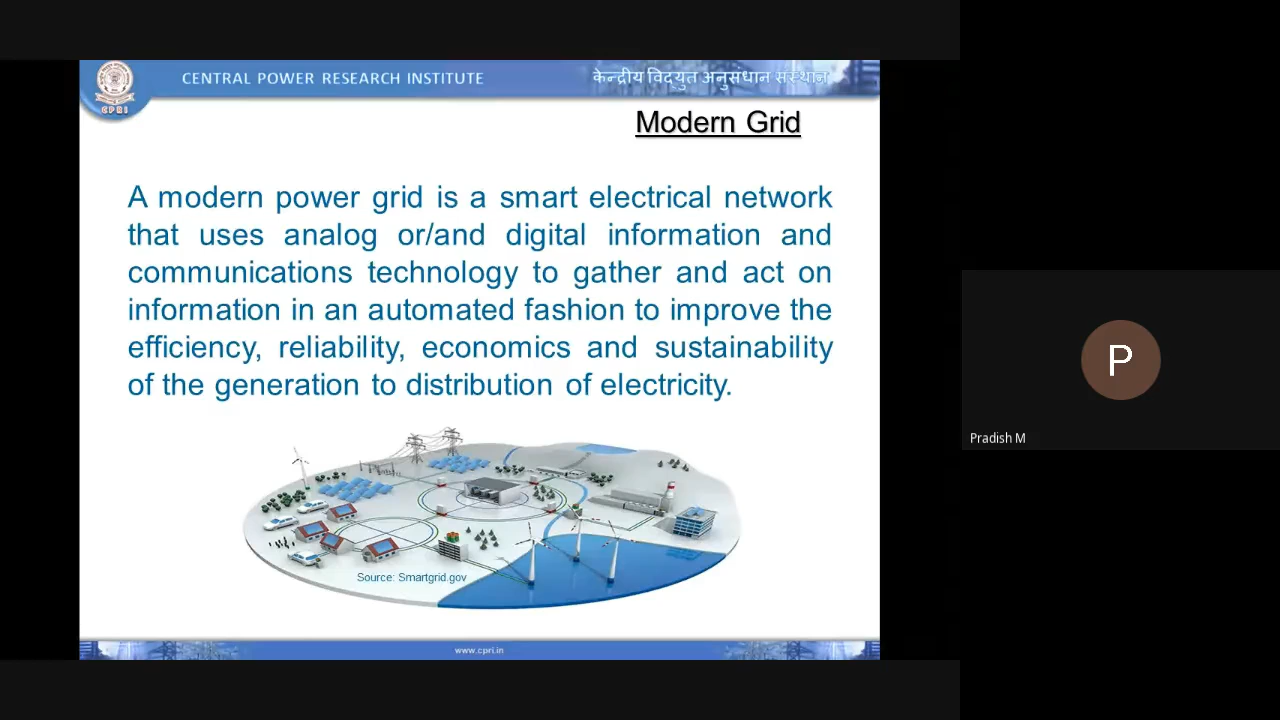 CENTRAL POWER RESEARCH INSTITUTE
केन्द्रीय विद्युत अनुसंधान संस्थान
CPRI
Modern Grid
A modern power grid is a smart electrical network
that uses analog or/and digital information and
communications technology to gather and act on
information in an automated fashion to improve the
efficiency, reliability, economics and sustainability
of the generation to distribution of electricity.
Source: Smartgrid.gov
www.cpri.in
P
Pradish M